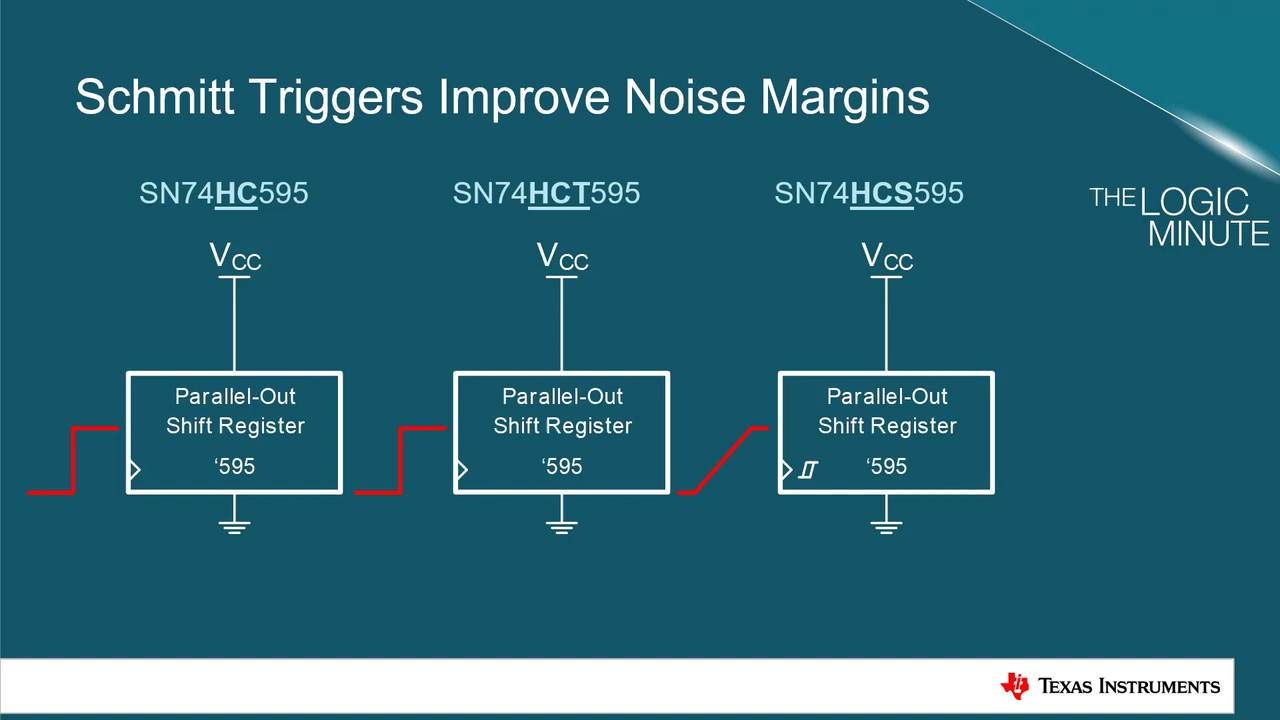 Schmitt Triggers Improve Noise Margins
SN74HC595
SN74HCT595
SN74HCS595
THE LOGIC
MINUTE
VCC
VCC
VCC
Parallel-Out
Shift Register
‘595
Parallel-Out
Shift Register
‘595
Parallel-Out
Shift Register
‘595
TEXAS INSTRUMENTS